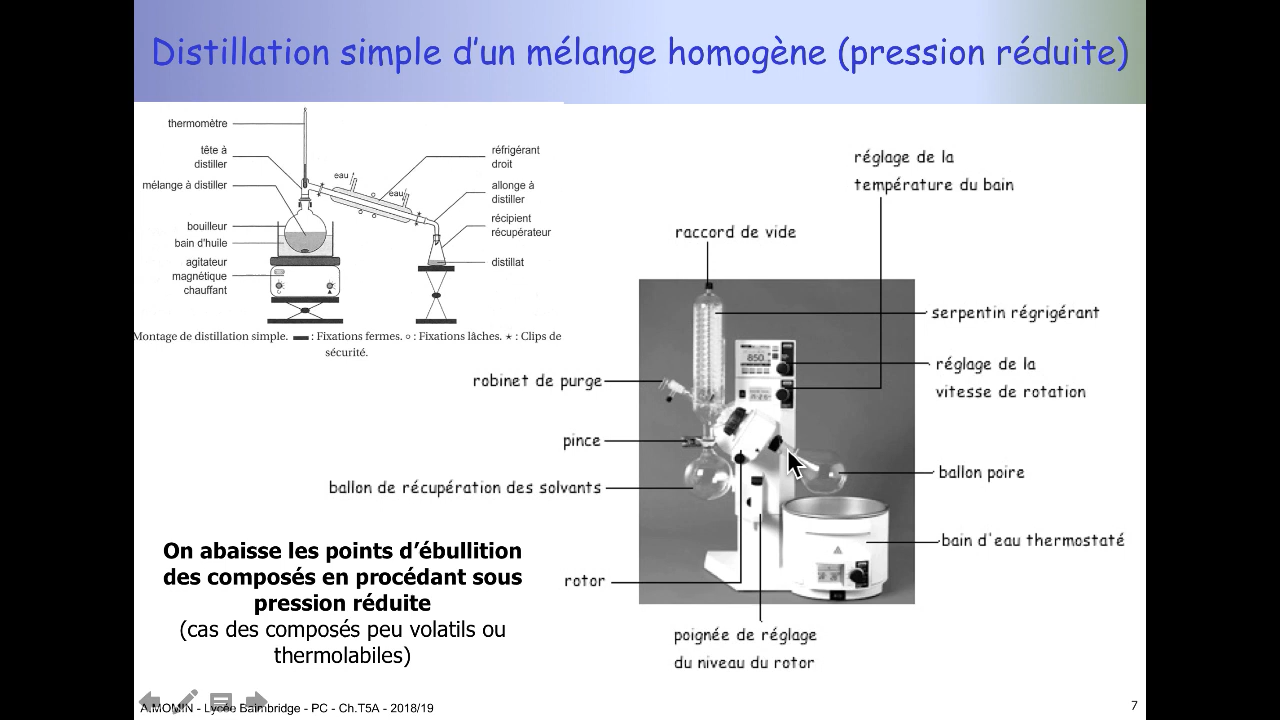 Distillation simple d'un mélange homogène (pression réduite)
thermomètre
tête à
distiller
mélange à distiller
bouilleur
bain d'huile
agitateur
magnétique
chauffant
eau
eau
réfrigérant
droit
allonge à
distiller
récipient
récupérateur
distillat
Montage de distillation simple. : Fixations fermes. ○ : Fixations lâches. ★ : Clips de
sécurité.
réglage de la
température du bain
raccord de vide
serpentin régrigérant
réglage de la
vitesse de rotation
robinet de purge
pince
ballon de récupération des solvants
850
ballon poire
bain d'eau thermostaté
rotor
poignée de réglage
du niveau du rotor
On abaisse les points d'ébullition
des composés en procédant sous
pression réduite
(cas des composés peu volatils ou
thermolabiles)
A.MOMIN - Lycée Baimbridge - PC - Ch.T5A - 2018/19
7